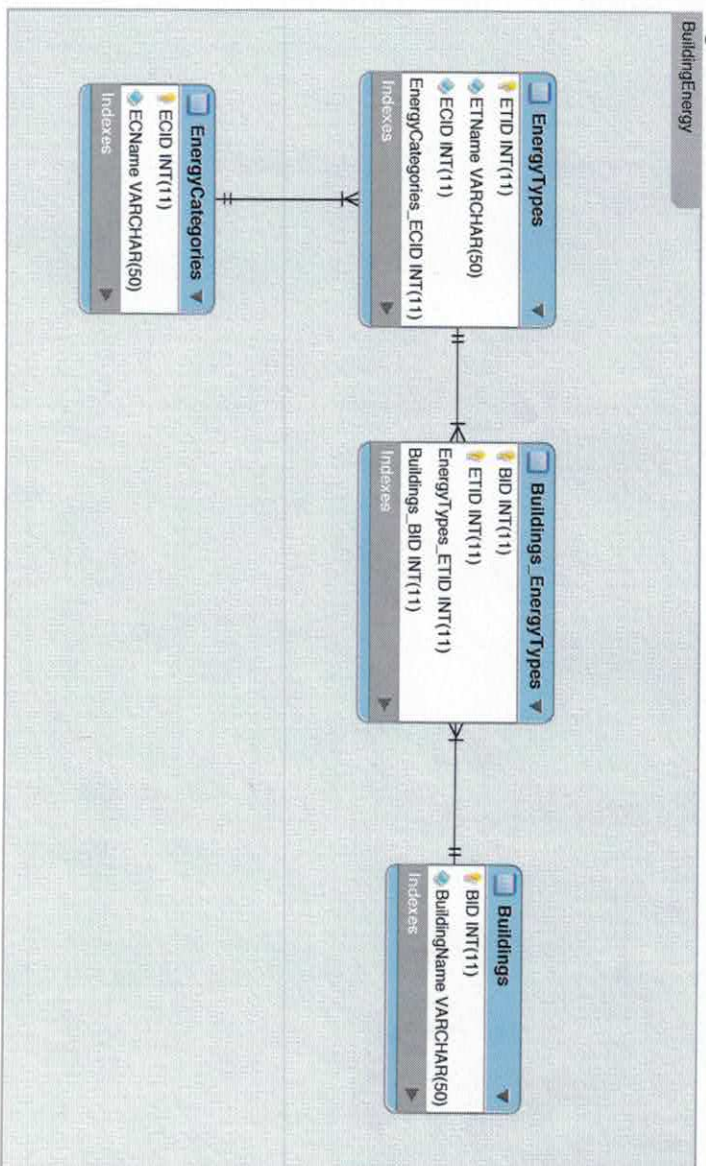 BuildingEnergy
EnergyTypes
ETID INT(11)
ETName VARCHAR(50)
ECID INT(11)
EnergyCategories_ECID INT(11)
Indexes
Buildings_EnergyTypes
BID INT(11)
ETID INT(11)
EnergyTypes_ETID INT(11)
Buildings_BID INT(11)
Indexes
Buildings
BID INT(11)
BuildingName VARCHAR(50)
Indexes
EnergyCategories
ECID INT(11)
ECName VARCHAR(50)
Indexes